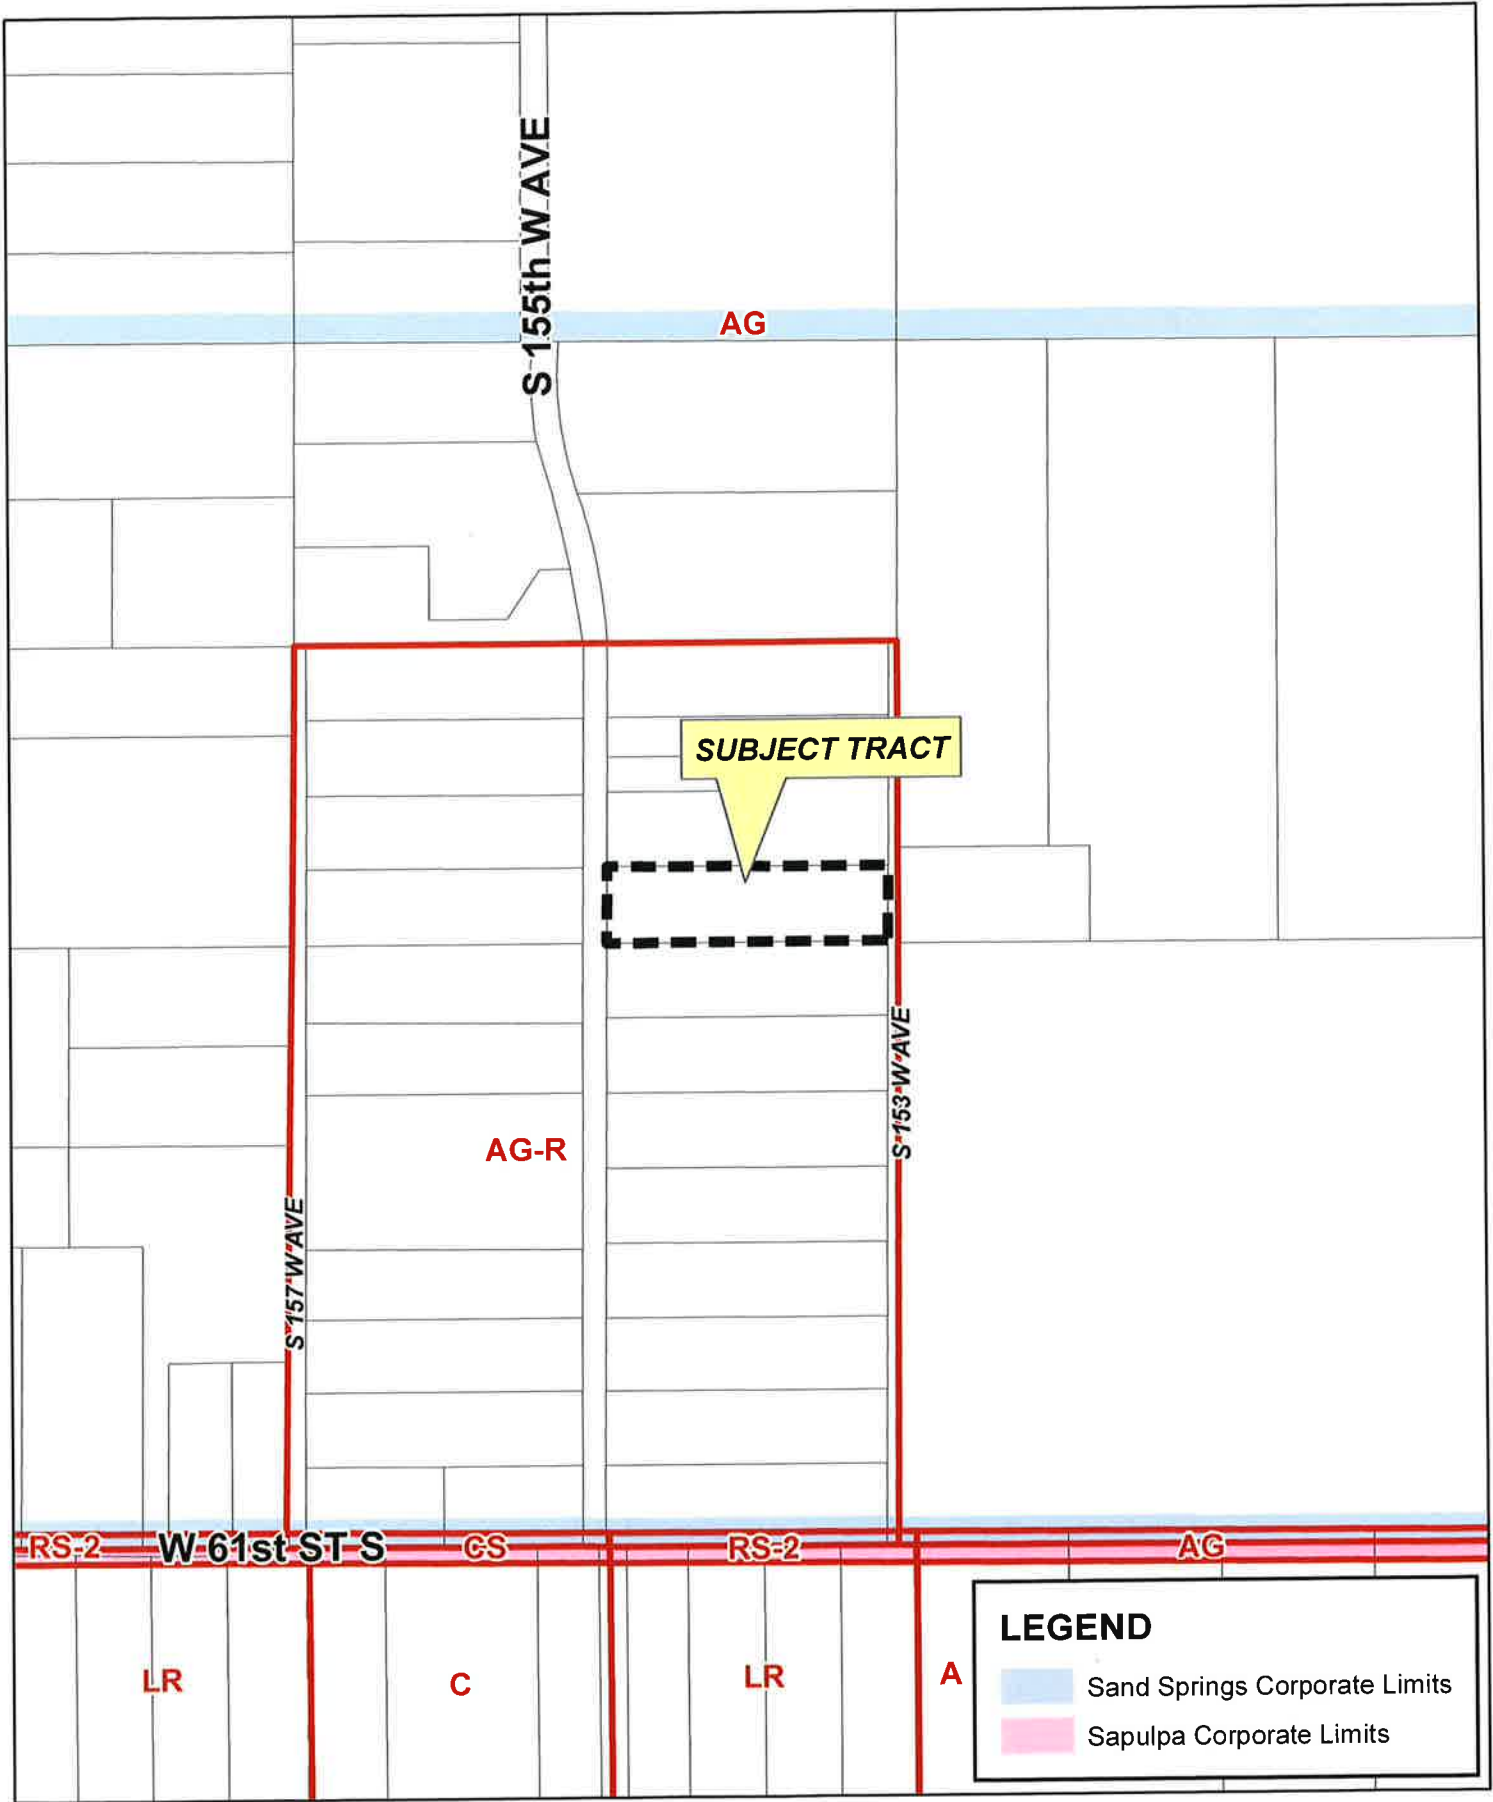 S 155th W AVE
AG
SUBJECT TRACT
S 153 W AVE
AG-R
S 157 W AVE
RS-2
W 61st ST S
CS
RS-2
AG
LR
C
LR
A
LEGEND
Sand Springs Corporate Limits
Sapulpa Corporate Limits